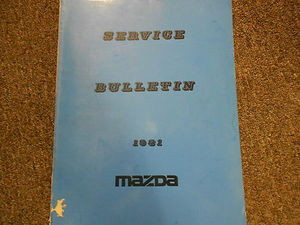 SERVICE
BULLETIN
1981
mazda